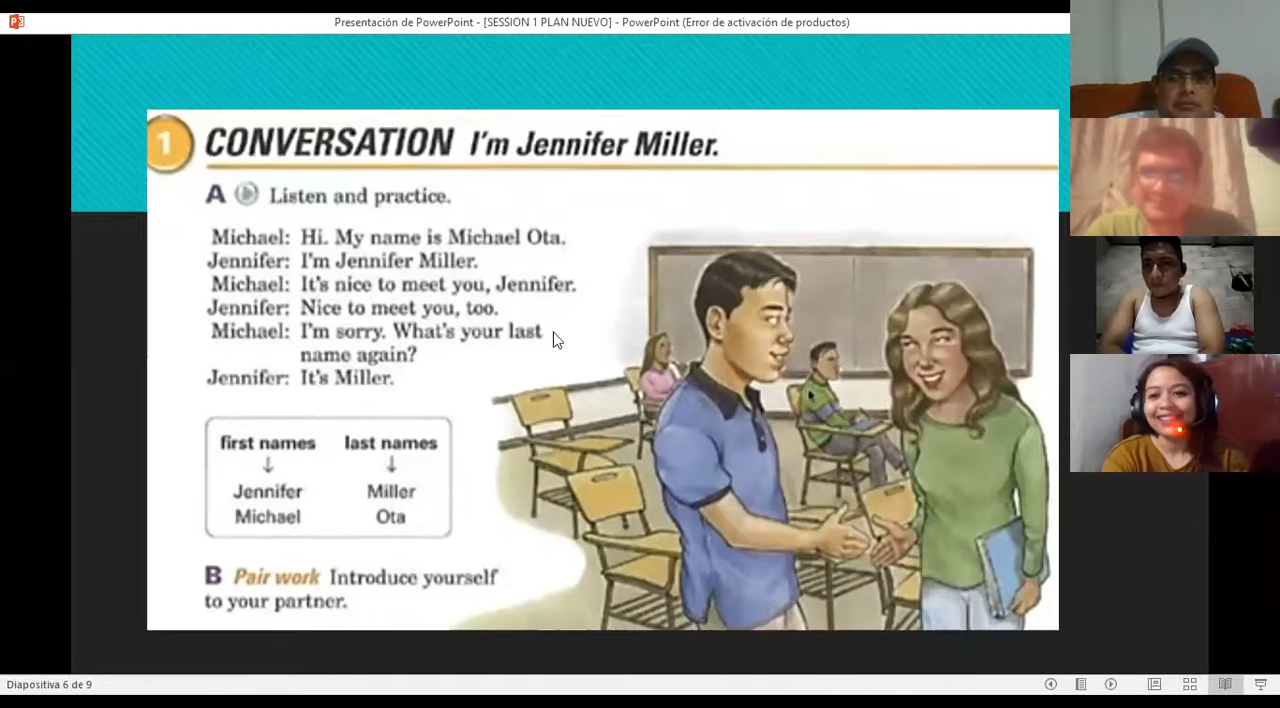 Presentación de PowerPoint - [SESSION 1 PLAN NUEVO] - PowerPoint (Error de activación de productos)
1 CONVERSATION I'm Jennifer Miller.
A Listen and practice.
Michael: Hi. My name is Michael Ota.
Jennifer: I'm Jennifer Miller.
Michael: It's nice to meet you, Jennifer.
Jennifer: Nice to meet you, too.
Michael: I'm sorry. What's your last
name again?
Jennifer: It's Miller.
first names last names
Jennifer Miller
Michael Ota
B Pair work Introduce yourself
to your partner.
Diapositiva 6 de 9